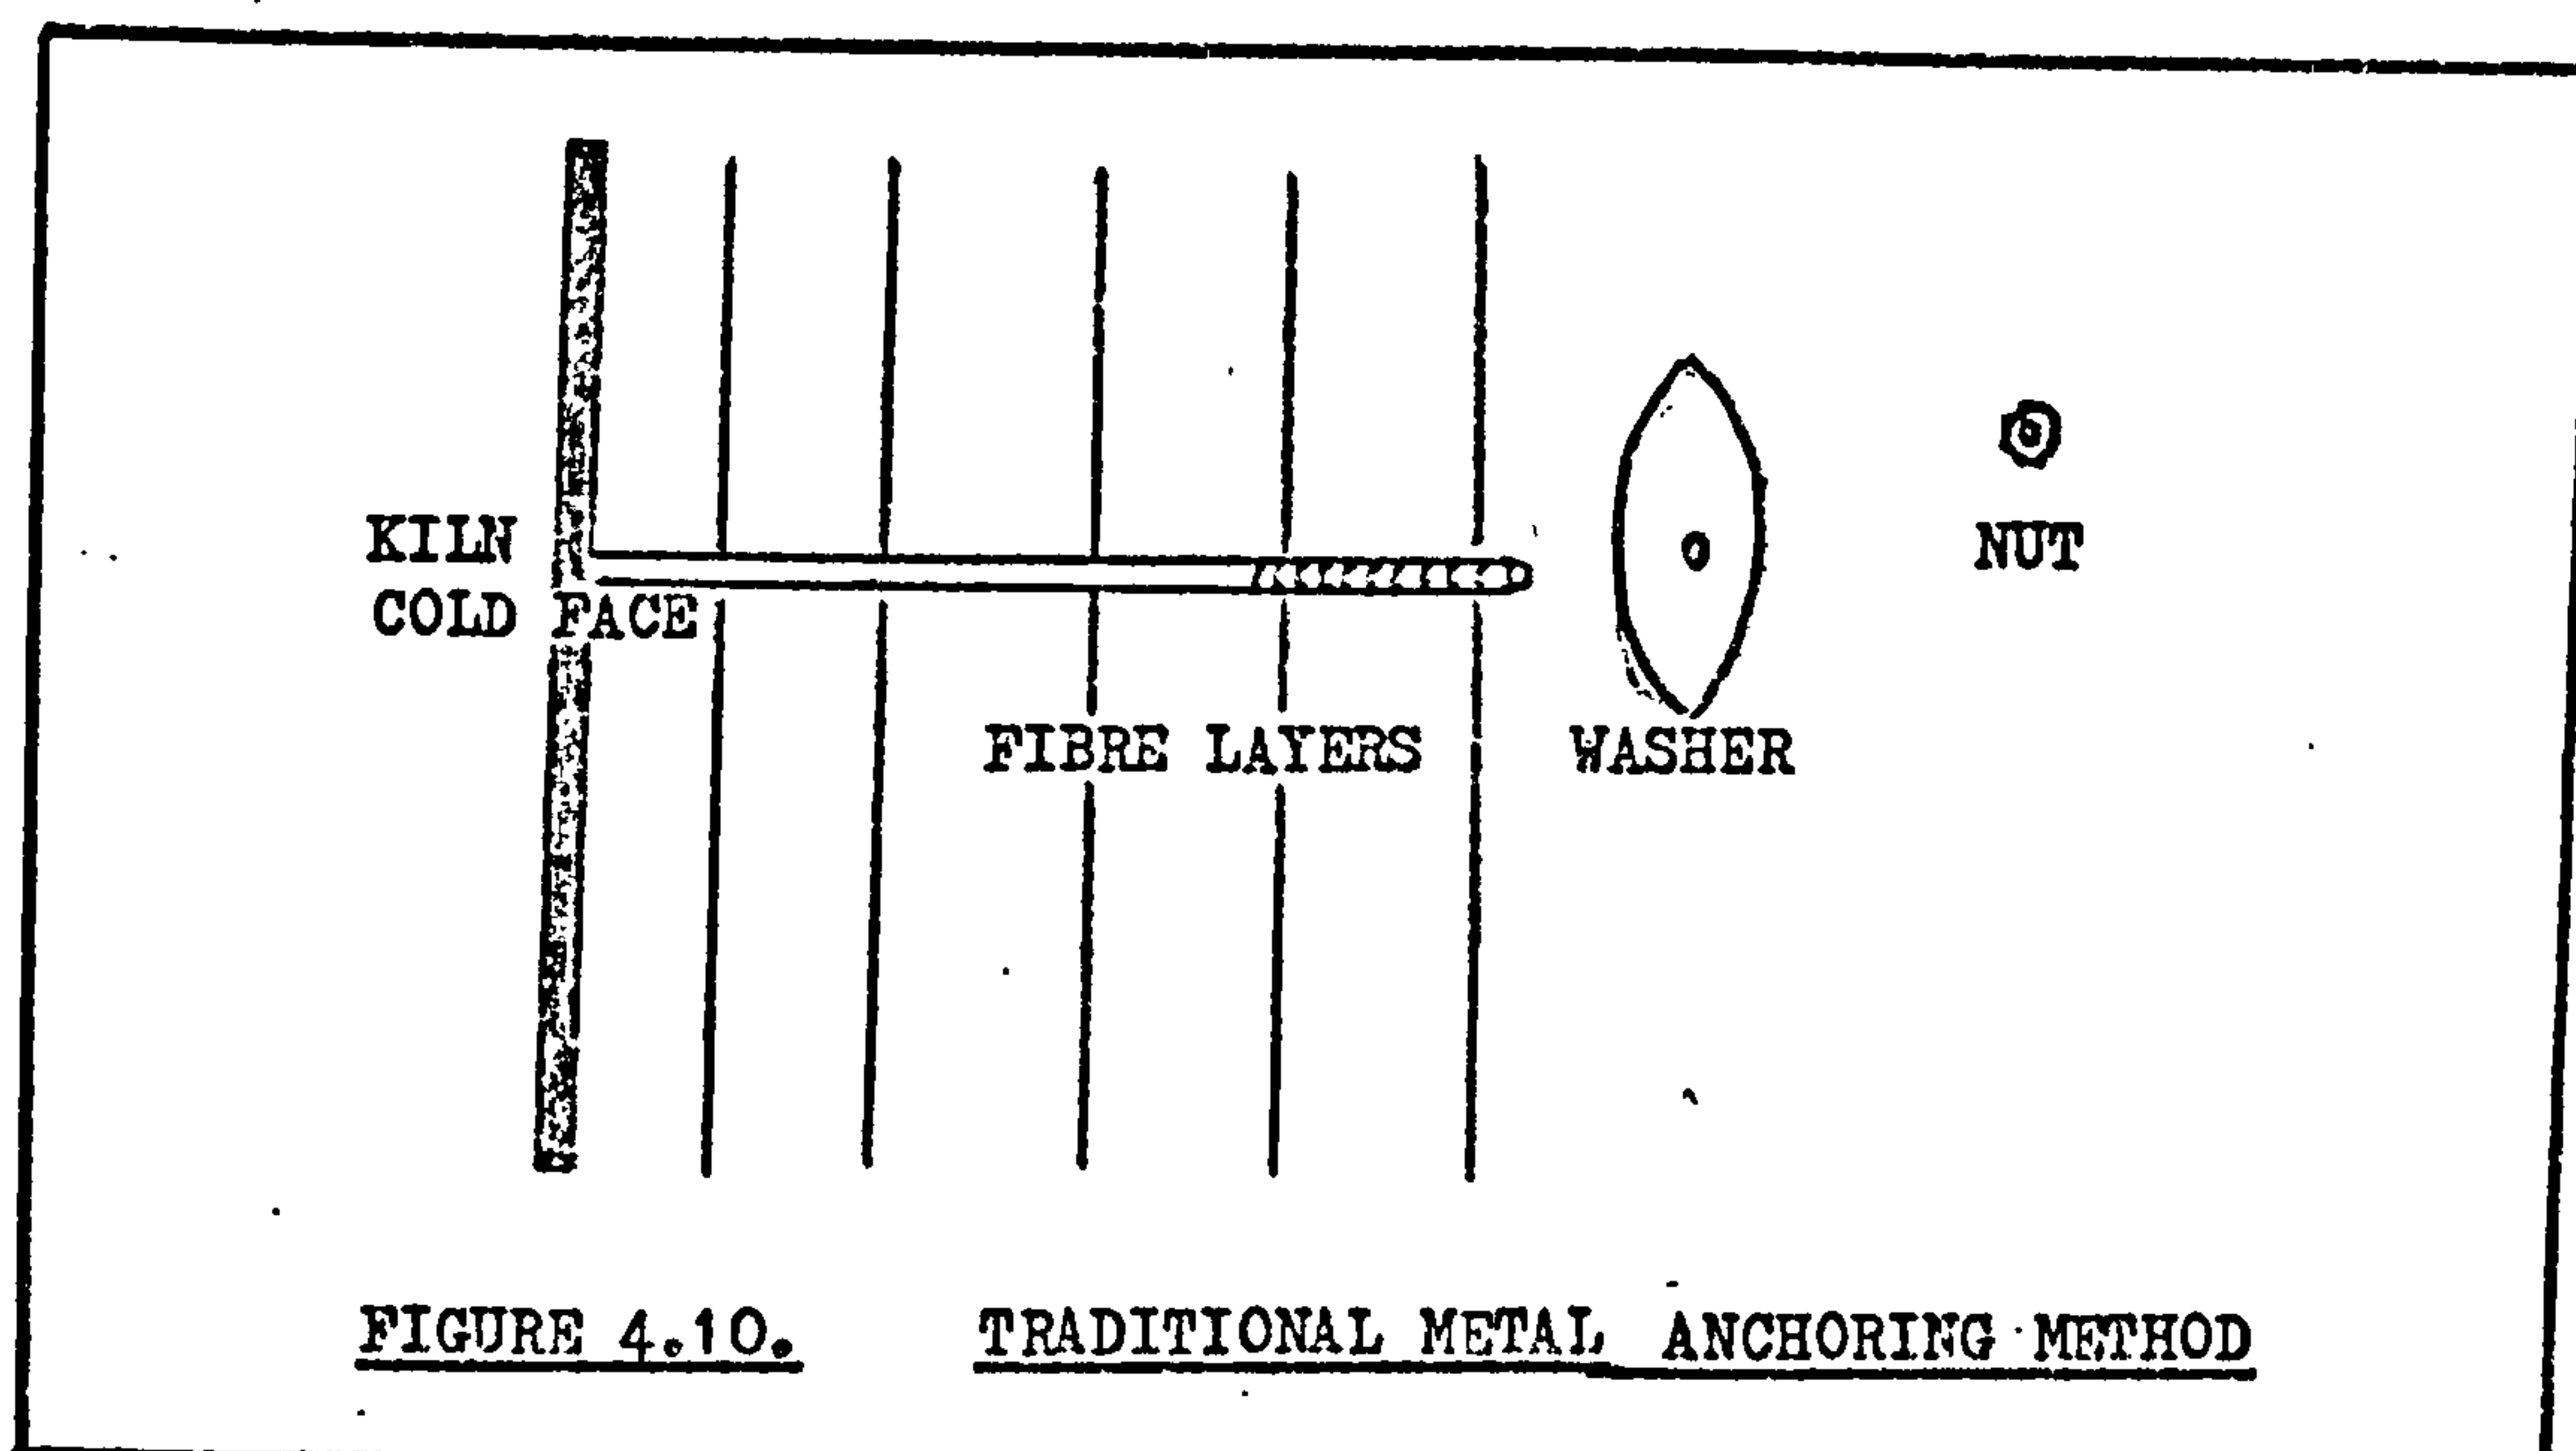 KILN
COLD FACE
NUT
FIBRE LAYERS
WASHER
FIGURE 4.10. TRADITIONAL METAL ANCHORING METHOD